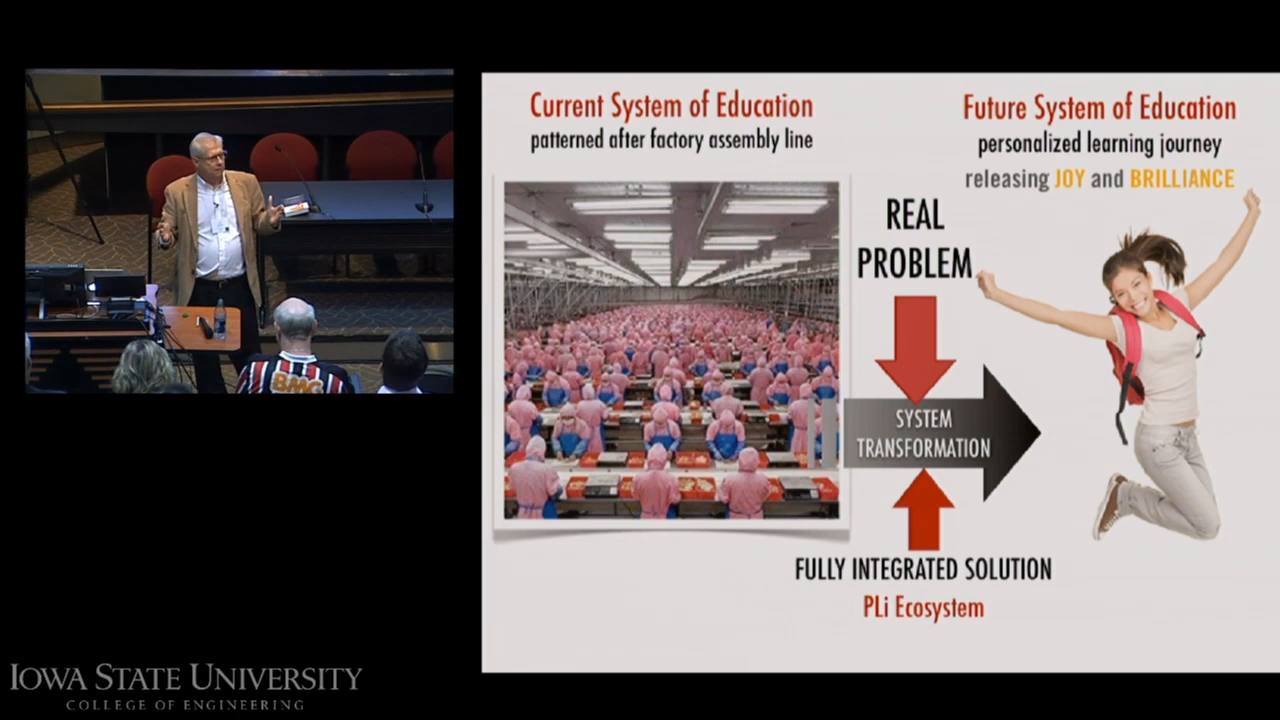 Current System of Education
patterned after factory assembly line
Future System of Education
personalized learning journey
releasing JOY and BRILLIANCE
REAL
PROBLEM
SYSTEM
TRANSFORMATION
FULLY INTEGRATED SOLUTION
PLi Ecosystem
BMG
IOWA STATE UNIVERSITY
COLLEGE OF ENGINEERING